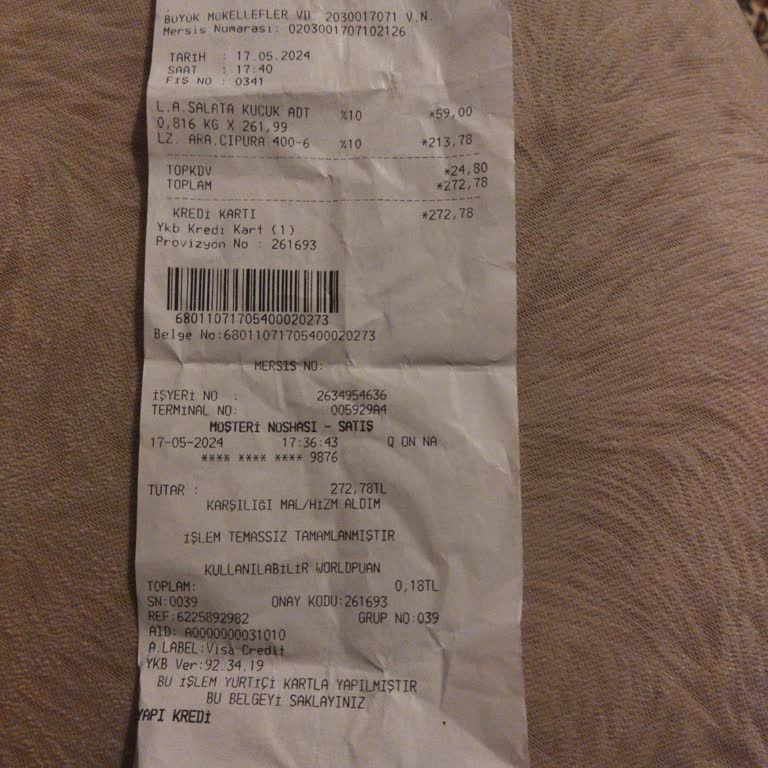 BÜYÜK MÜKELLEFLER VD 2030017071 V.N.
Mersis Numarası: 0203001707102126
TARİH : 17.05.2024
SAAT : 17:40
FİŞ NO : 0341
L.A.SALATA KUCUK ADT %10 *59,00
0,816 KG X 261,99
LZ. ARA.CIPURA 400-6 %10 *213,78
TOPKDV *24,80
TOPLAM *272,78
KREDİ KARTI *272,78
Ykb Kredi Kart (1)
Provizyon No : 261693
68011071705400020273
Belge No:68011071705400020273
MERSIS NO:
İŞYERİ NO : 2634954636
TERMİNAL NO: 005929A4
MÜŞTERİ NÜSHASI - SATIŞ
17-05-2024 17:36:43 Q ON NA
**** **** **** 9876
TUTAR : 272,78TL
KARŞILIĞI MAL/HİZM ALDIM
İŞLEM TEMASSIZ TAMAMLANMIŞTIR
KULLANILABİLİR WORLDPUAN
TOPLAM: 0,18TL
SN:0039 ONAY KODU:261693
REF:6225892982 GRUP NO:039
AID: A0000000031010
A.LABEL:Visa Credit
YKB Ver:92.34.19
BU İŞLEM YURTİÇİ KARTLA YAPILMIŞTIR
BU BELGEYİ SAKLAYINIZ
YAPI KREDİ